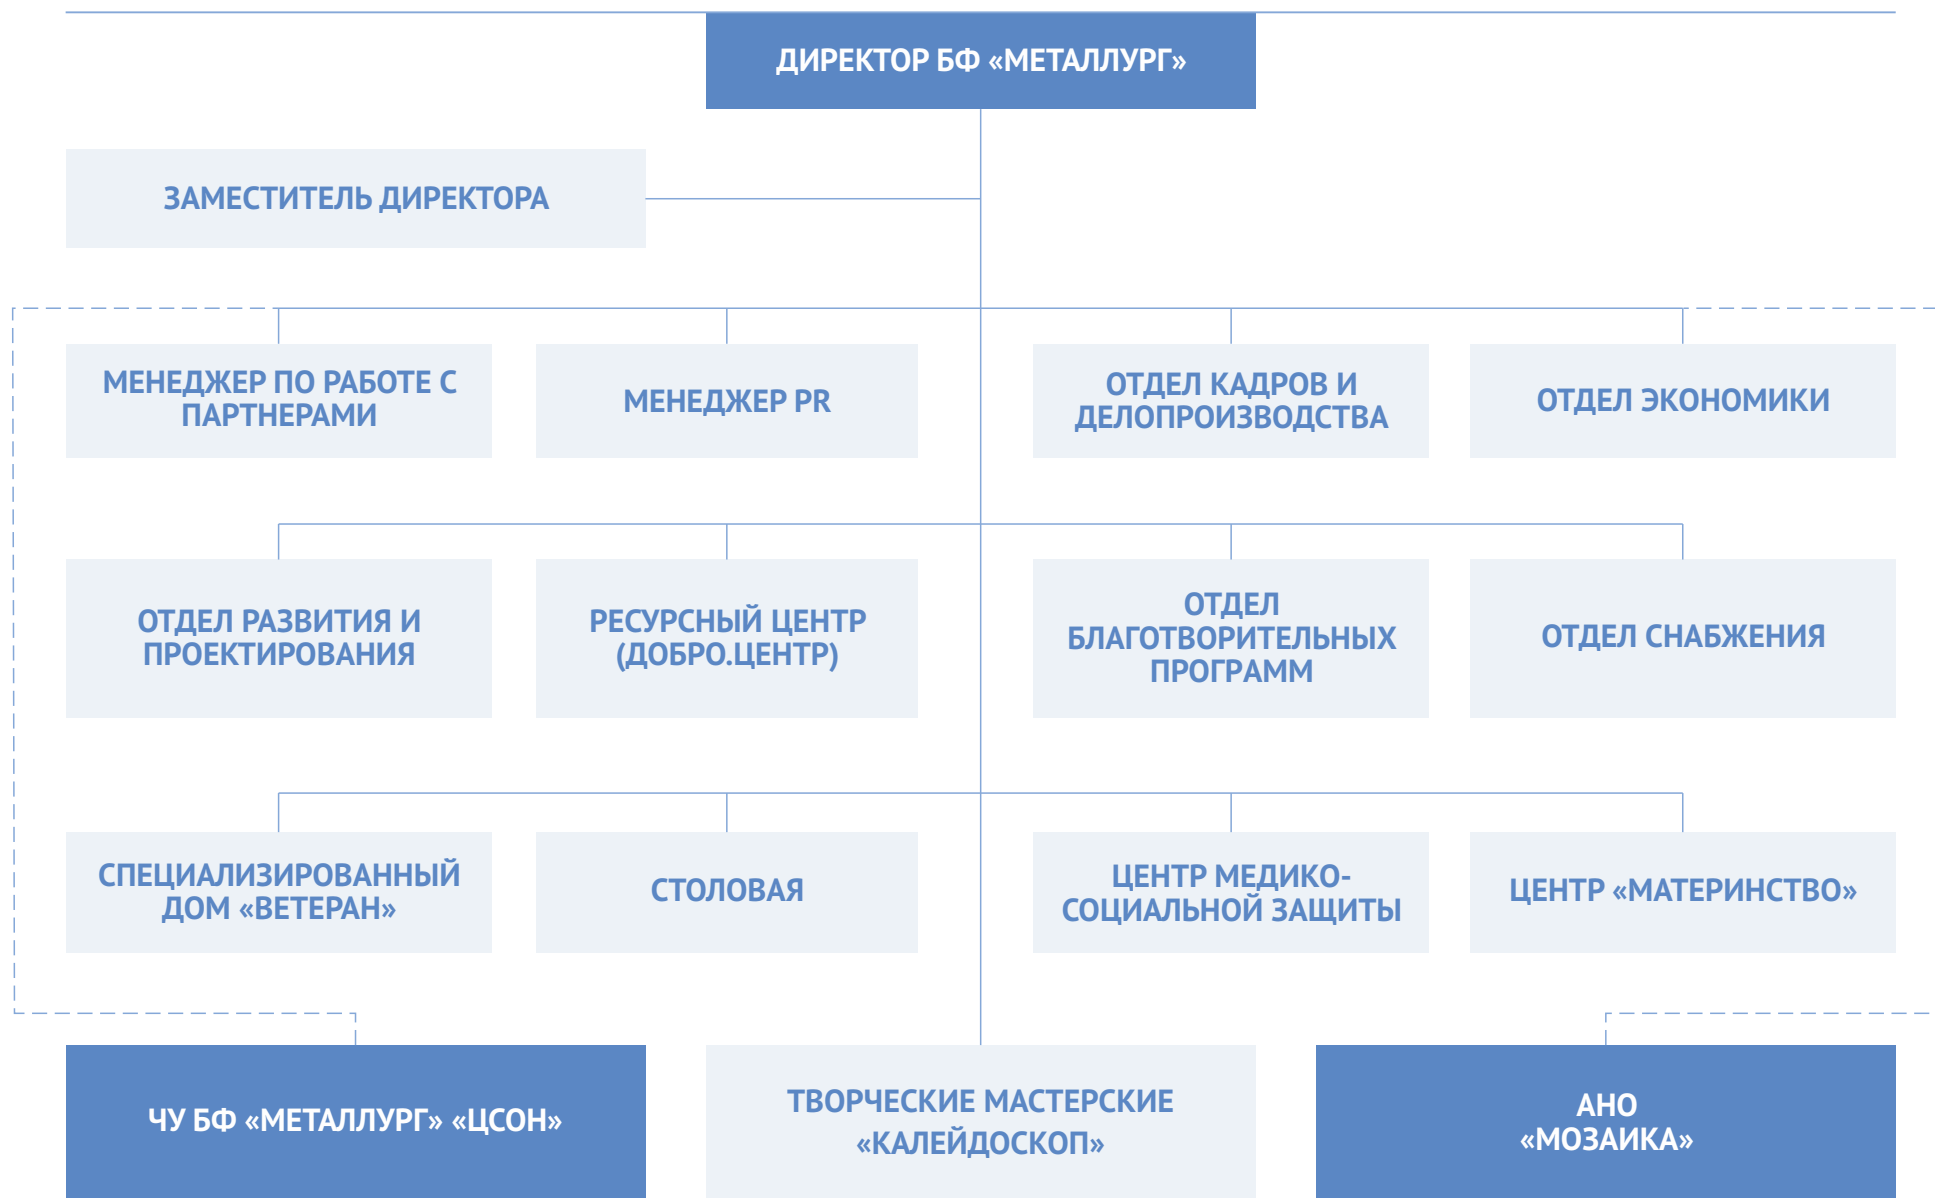 ДИРЕКТОР БФ «МЕТАЛЛУРГ»
ЗАМЕСТИТЕЛЬ ДИРЕКТОРА
МЕНЕДЖЕР ПО РАБОТЕ С
ПАРТНЕРАМИ
МЕНЕДЖЕР PR
ОТДЕЛ КАДРОВ И
ДЕЛОПРОИЗВОДСТВА
ОТДЕЛ ЭКОНОМИКИ
ОТДЕЛ РАЗВИТИЯ И
ПРОЕКТИРОВАНИЯ
РЕСУРСНЫЙ ЦЕНТР
(ДОБРО.ЦЕНТР)
ОТДЕЛ
БЛАГОТВОРИТЕЛЬНЫХ
ПРОГРАММ
ОТДЕЛ СНАБЖЕНИЯ
СПЕЦИАЛИЗИРОВАННЫЙ
ДОМ «ВЕТЕРАН»
СТОЛОВАЯ
ЦЕНТР МЕДИКО-
СОЦИАЛЬНОЙ ЗАЩИТЫ
ЦЕНТР «МАТЕРИНСТВО»
ЧУ БФ «МЕТАЛЛУРГ» «ЦСОН»
ТВОРЧЕСКИЕ МАСТЕРСКИЕ
«КАЛЕЙДОСКОП»
АНО
«МОЗАИКА»